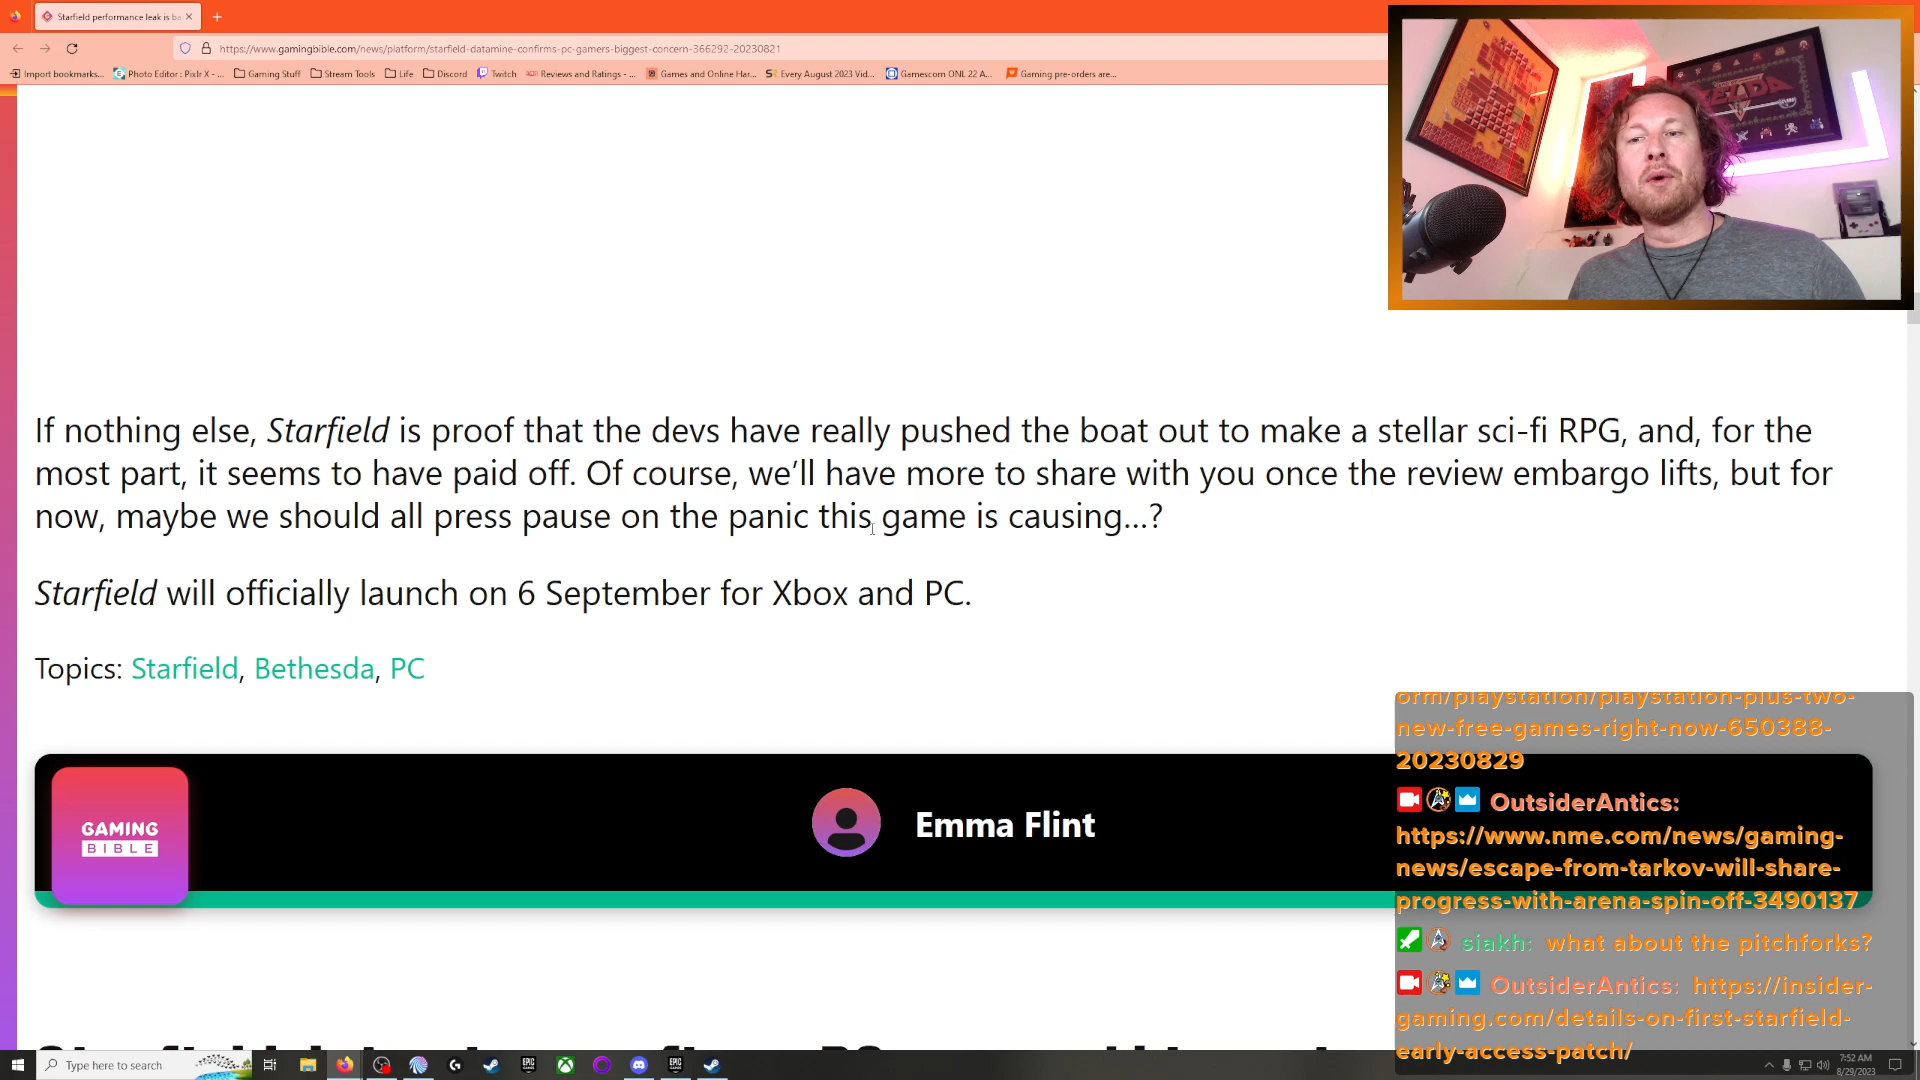 Starfield performance leak is ba
https://www.gamingbible.com/news/platform/starfield-datamine-confirms-pc-gamers-biggest-concern-366292-20230821
Import bookmarks... Photo Editor : Pixlr X - ... Gaming Stuff Stream Tools Life Discord Twitch Reviews and Ratings - ... Games and Online Har... Every August 2023 Vid... Gamescom ONL 22 A... Gaming pre-orders are...
If nothing else, Starfield is proof that the devs have really pushed the boat out to make a stellar sci-fi RPG, and, for the
most part, it seems to have paid off. Of course, we’ll have more to share with you once the review embargo lifts, but for
now, maybe we should all press pause on the panic this game is causing…?
Starfield will officially launch on 6 September for Xbox and PC.
Topics: Starfield, Bethesda, PC
GAMING
BIBLE
Emma Flint
orm/playstation/playstation-plus-two-
new-free-games-right-now-650388-
20230829
OutsiderAntics:
https://www.nme.com/news/gaming-
news/escape-from-tarkov-will-share-
progress-with-arena-spin-off-3490137
siakh: what about the pitchforks?
OutsiderAntics: https://insider-
gaming.com/details-on-first-starfield-
early-access-patch/
Type here to search
7:52 AM
8/29/2023